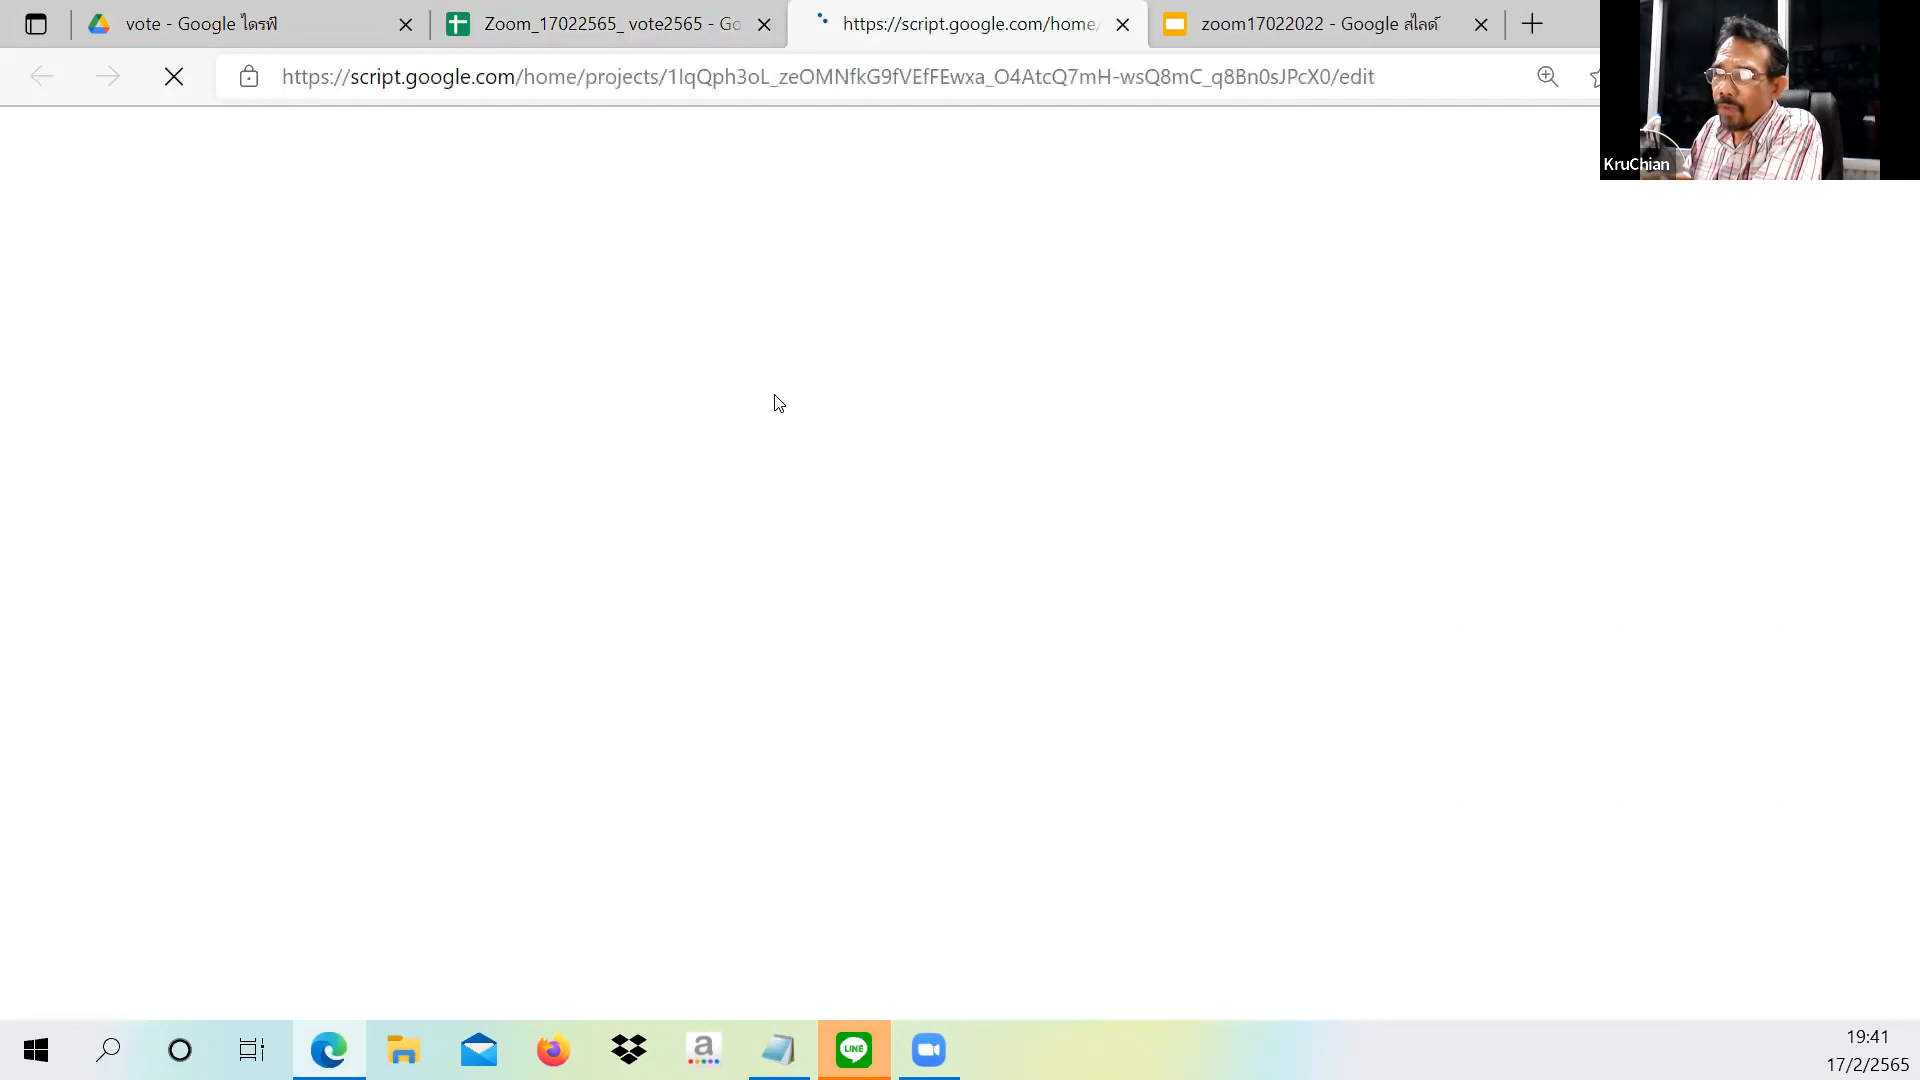 vote - Google ไดรฟ์
Zoom_17022565_ vote2565 - Go
https://script.google.com/home/
zoom17022022 - Google สไลด์
https://script.google.com/home/projects/1lqQph3oL_zeOMNfkG9fVEfFEwxa_O4AtcQ7mH-wsQ8mC_q8Bn0sJPcX0/edit
KruChian
a
LINE
19:41
17/2/2565